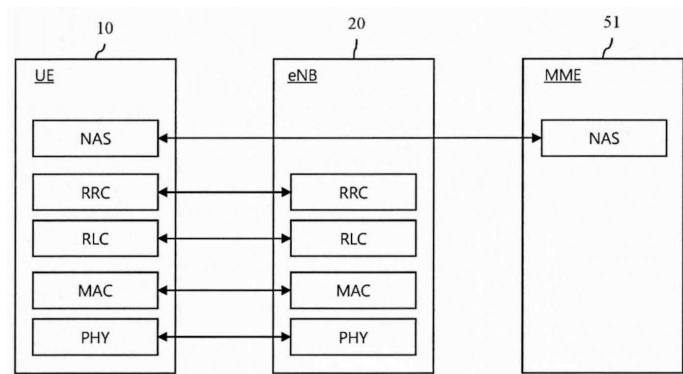 10 20 51
UE eNB MME
NAS NAS
RRC RRC
RLC RLC
MAC MAC
PHY PHY